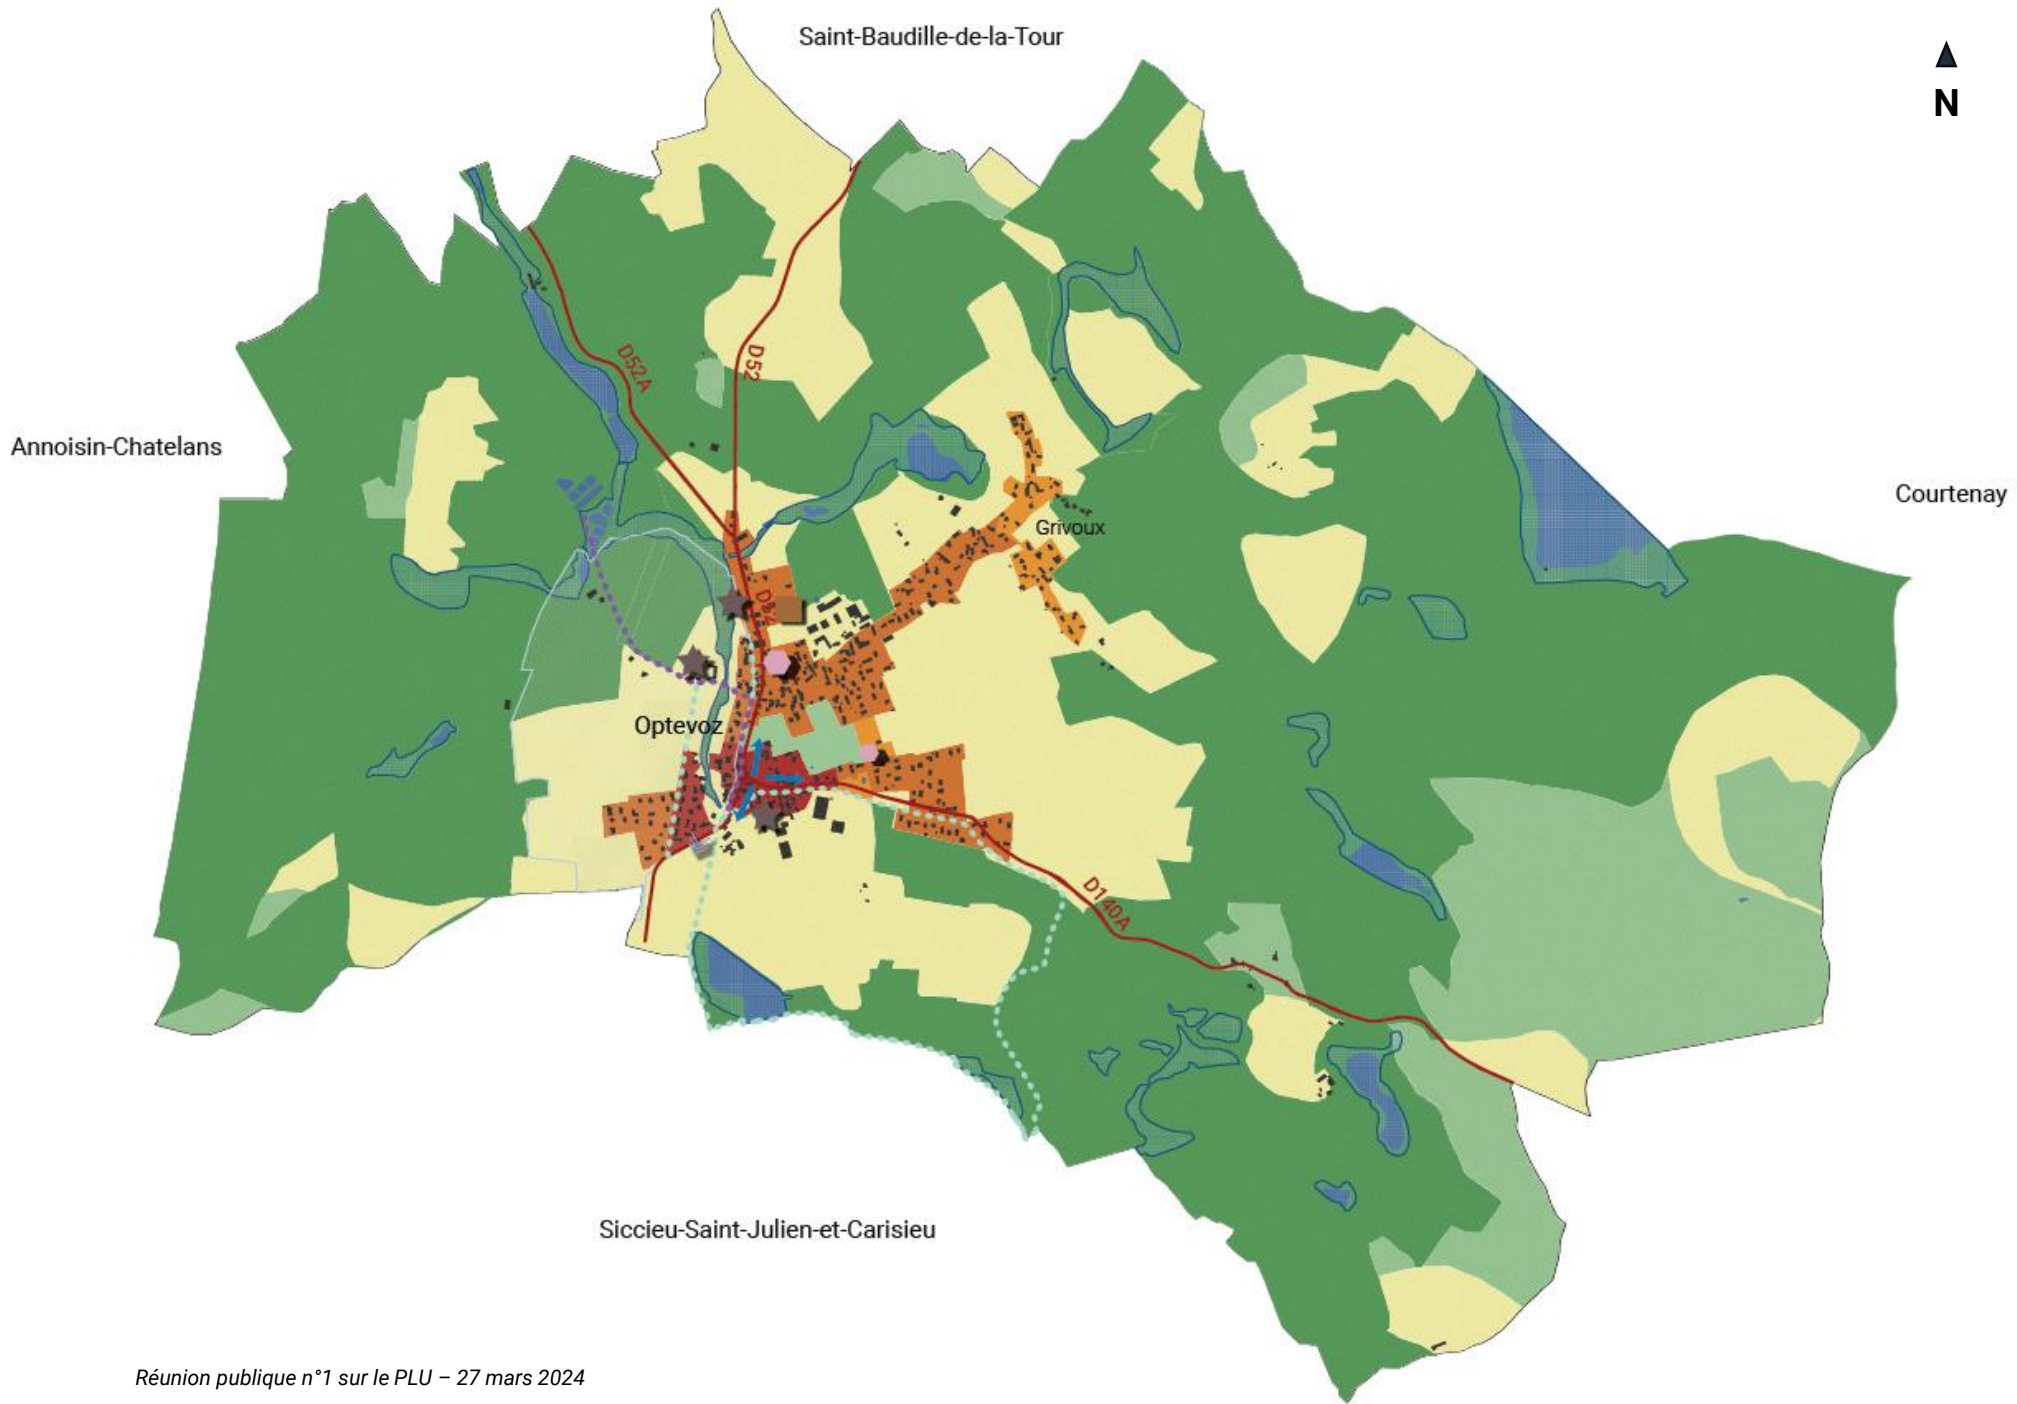 Saint-Baudille-de-la-Tour
N
D52A
D52
Annoisin-Chatelans
Courtenay
Grivoux
D52
Optevoz
D140A
Siccieu-Saint-Julien-et-Carisieu
Réunion publique n°1 sur le PLU – 27 mars 2024